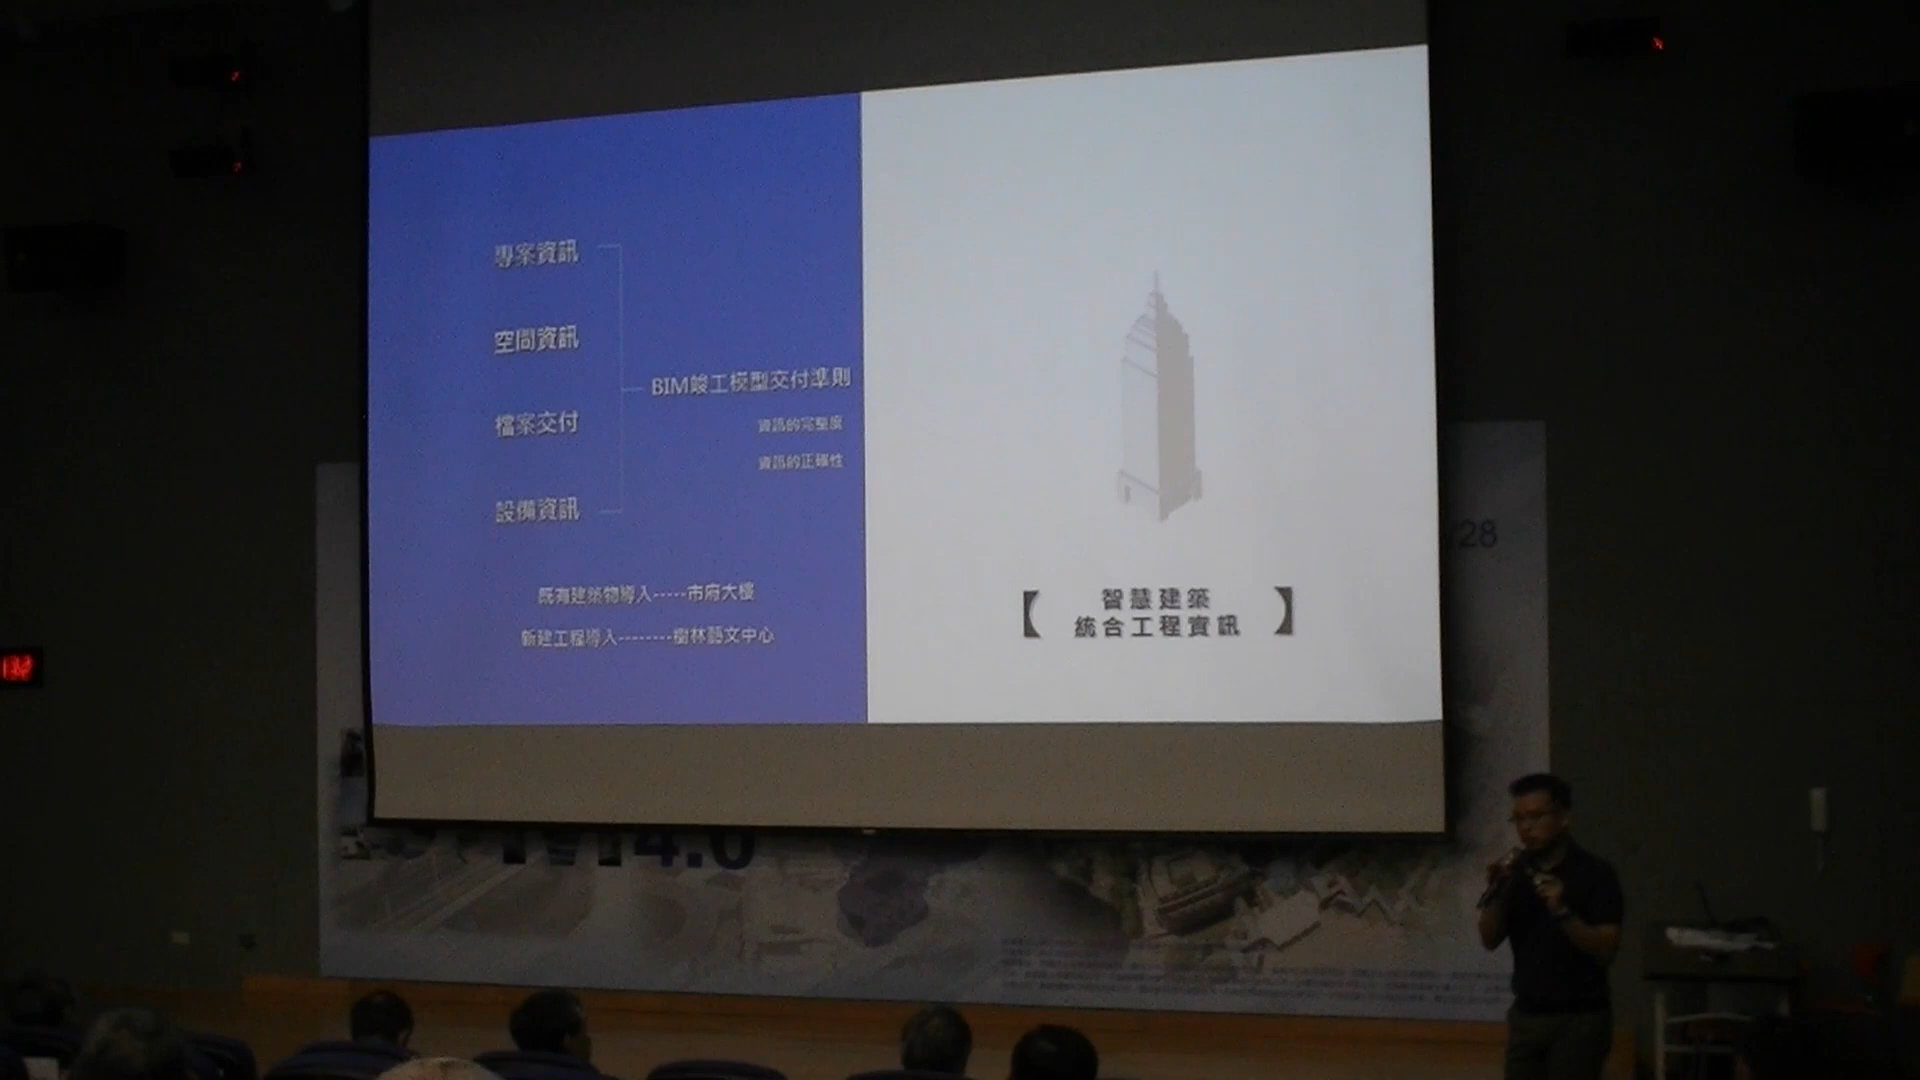 專案資訊
空間資訊
檔案交付
設備資訊
BIM竣工模型交付準則
資訊的完整度
資訊的正確性
既有建築物導入-----市府大樓
新建工程導入--------樹林藝文中心
【 智慧建築
統合工程資訊 】
28
4.0